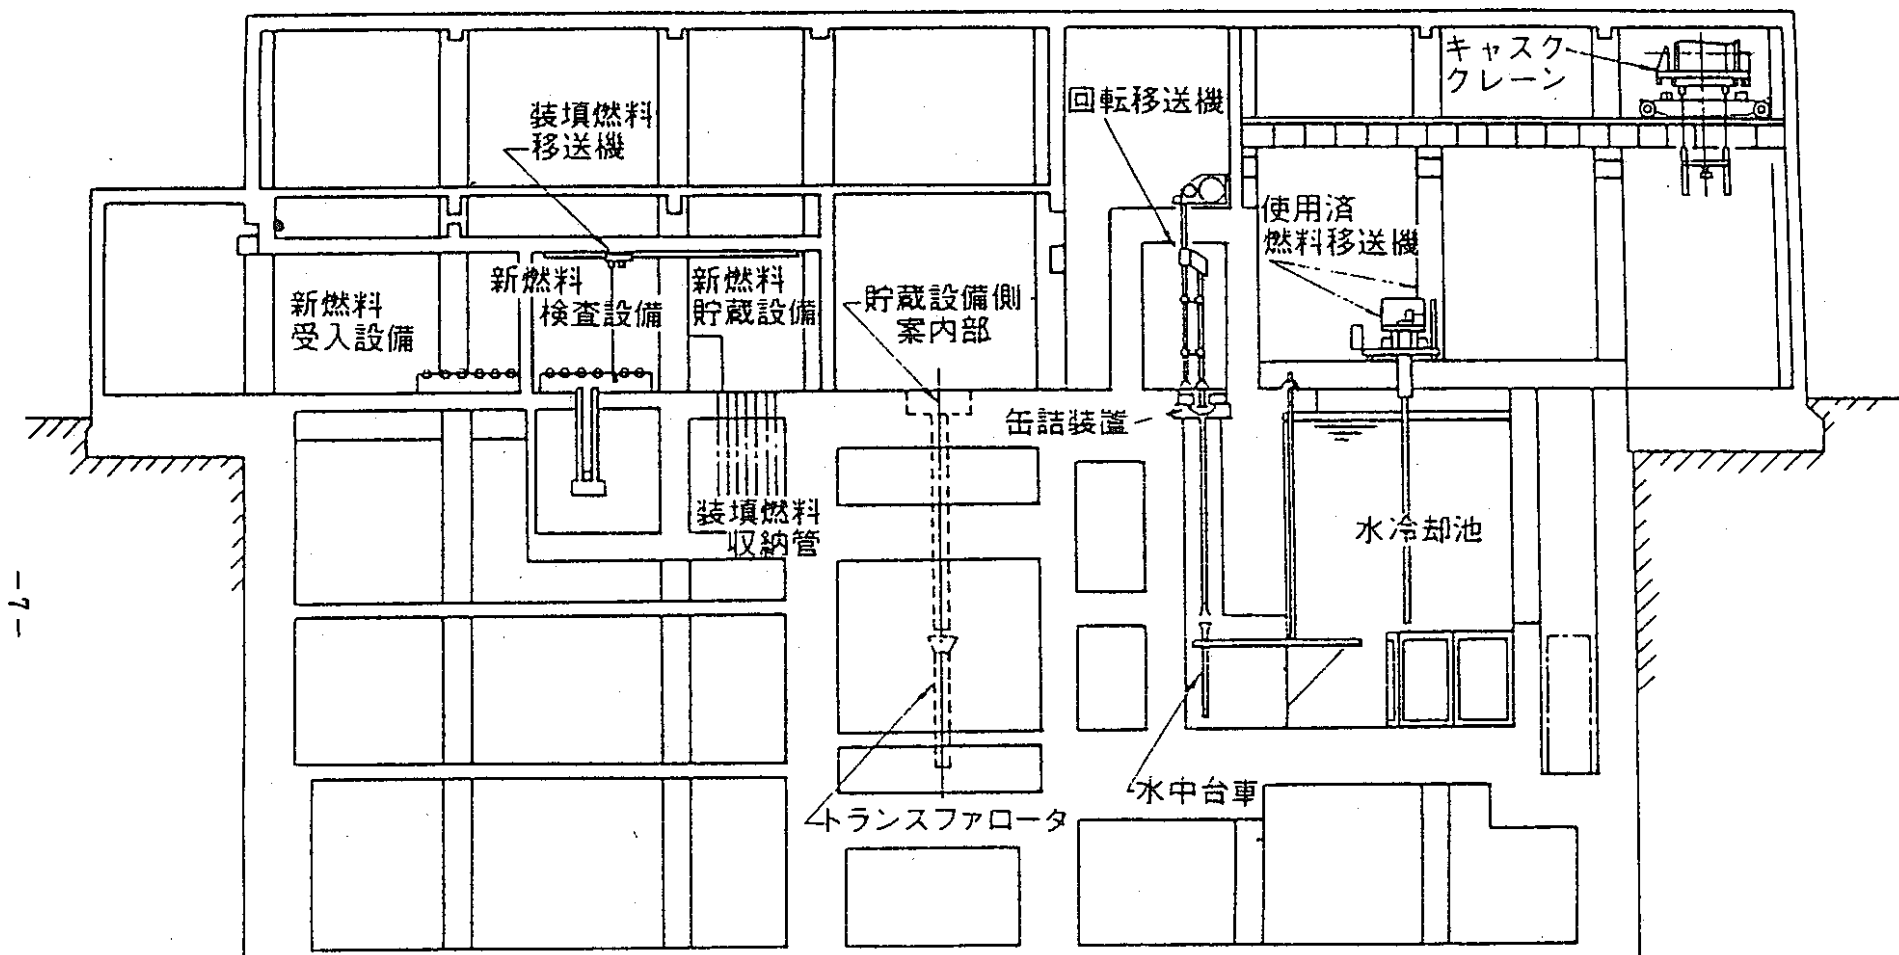 キャスク
クレーン
回転移送機
装填燃料
移送機
使用済
燃料移送機
新燃料
受入設備
新燃料
検査設備
新燃料
貯蔵設備
貯蔵設備側
案内部
缶詰装置
装填燃料
収納管
水冷却池
水中台車
トランスファロータ
-7-